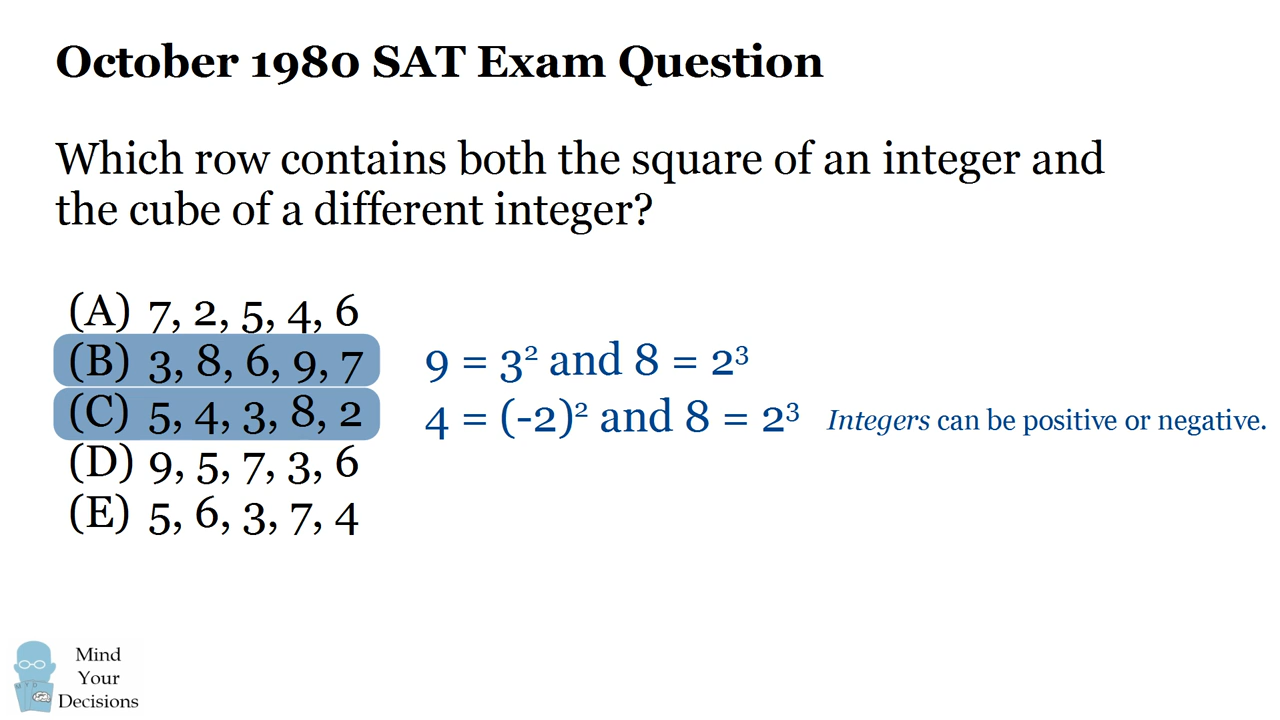 October 1980 SAT Exam Question
Which row contains both the square of an integer and
the cube of a different integer?
(A) 7, 2, 5, 4, 6
(B) 3, 8, 6, 9, 7 9 = 3² and 8 = 2³
(C) 5, 4, 3, 8, 2 4 = (-2)² and 8 = 2³ Integers can be positive or negative.
(D) 9, 5, 7, 3, 6
(E) 5, 6, 3, 7, 4
Mind
Your
Decisions